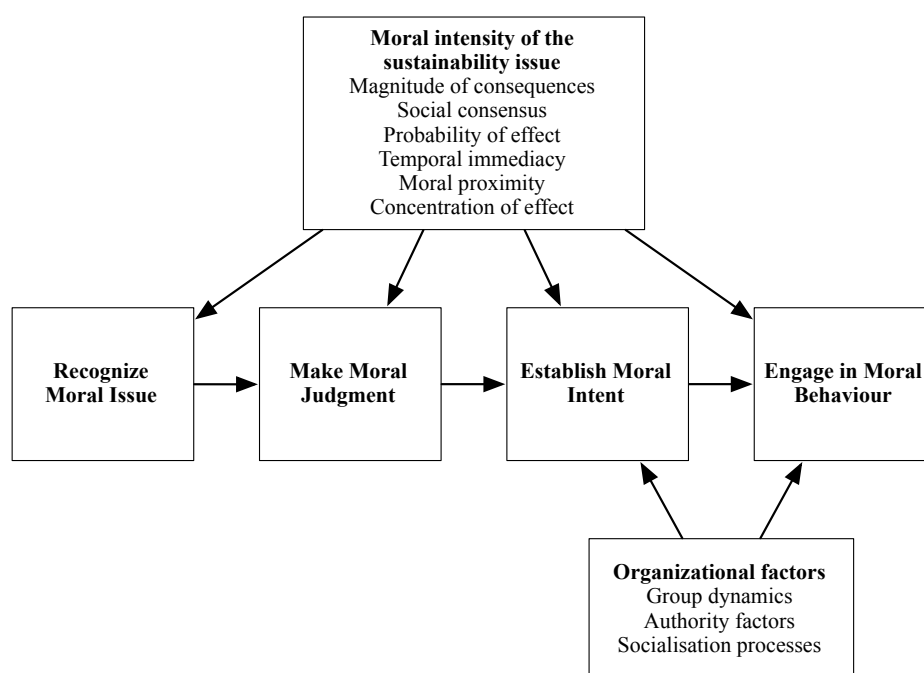 Moral intensity of the
sustainability issue
Magnitude of consequences
Social consensus
Probability of effect
Temporal immediacy
Moral proximity
Concentration of effect
Recognize
Moral Issue
Make Moral
Judgment
Establish Moral
Intent
Engage in Moral
Behaviour
Organizational factors
Group dynamics
Authority factors
Socialisation processes